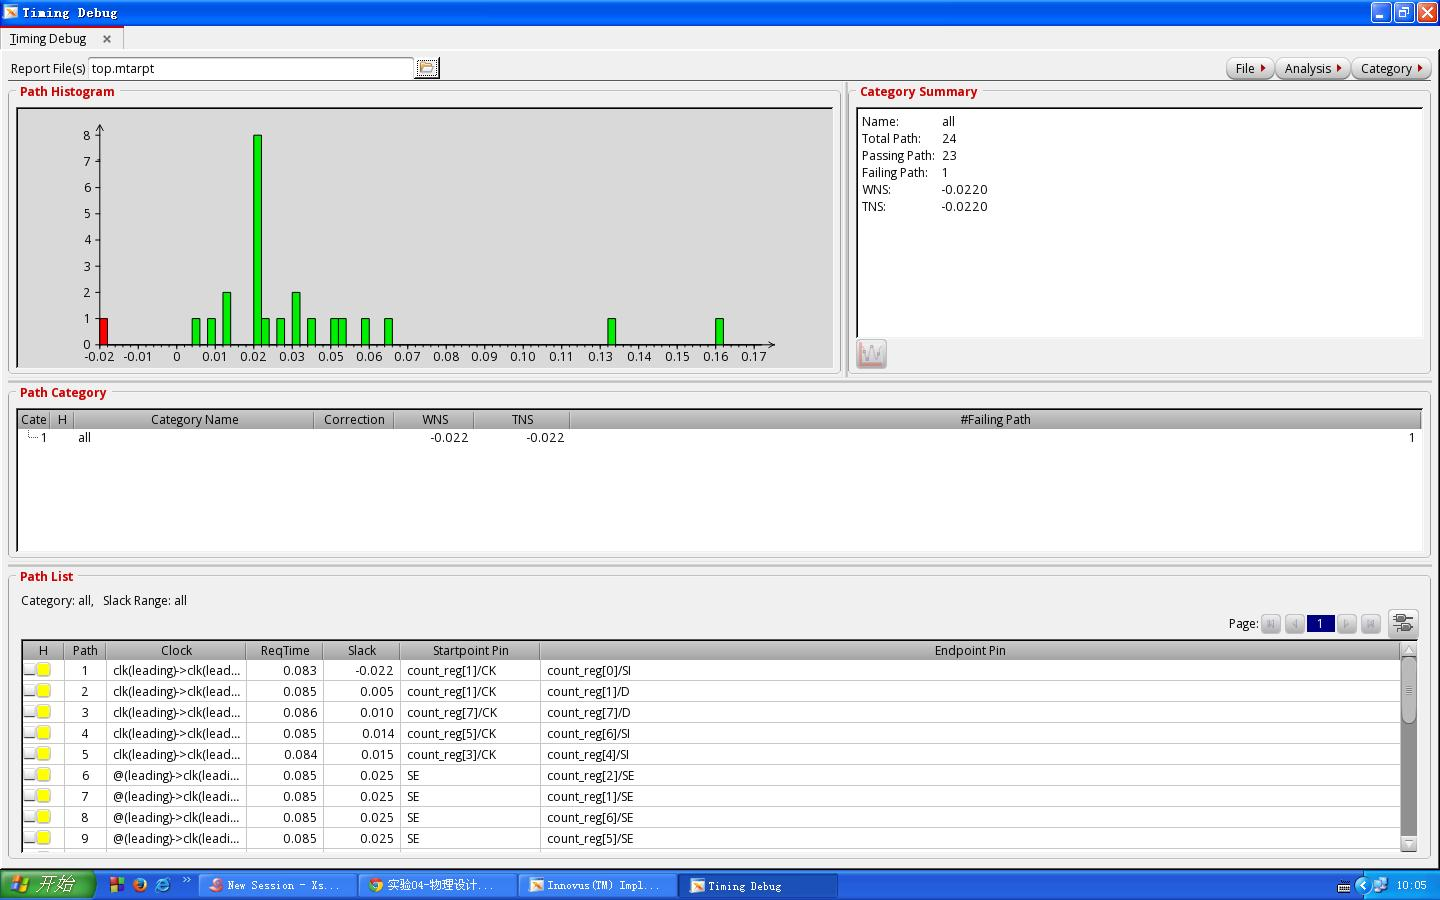 Timing Debug
Timing Debug
Report File(s) top.mtarpt
File Analysis Category
Path Histogram
8
7
6
5
4
3
2
1
0
-0.02 -0.01 0 0.01 0.02 0.03 0.04 0.05 0.06 0.07 0.08 0.09 0.10 0.11 0.12 0.13 0.14 0.15 0.16 0.17
Category Summary
Name: all
Total Path: 24
Passing Path: 23
Failing Path: 1
WNS: -0.0220
TNS: -0.0220
Path Category
Cate H Category Name Correction WNS TNS #Failing Path
1 all -0.022 -0.022 1
Path List
Category: all, Slack Range: all
Page: 1
H Path Clock ReqTime Slack Startpoint Pin Endpoint Pin
1 clk(leading)->clk(lead... 0.083 -0.022 count_reg[1]/CK count_reg[0]/SI
2 clk(leading)->clk(lead... 0.085 0.005 count_reg[1]/CK count_reg[1]/D
3 clk(leading)->clk(lead... 0.086 0.010 count_reg[7]/CK count_reg[7]/D
4 clk(leading)->clk(lead... 0.085 0.014 count_reg[5]/CK count_reg[6]/SI
5 clk(leading)->clk(lead... 0.084 0.015 count_reg[3]/CK count_reg[4]/SI
6 @(leading)->clk(leadi... 0.085 0.025 SE count_reg[2]/SE
7 @(leading)->clk(leadi... 0.085 0.025 SE count_reg[1]/SE
8 @(leading)->clk(leadi... 0.085 0.025 SE count_reg[6]/SE
9 @(leading)->clk(leadi... 0.085 0.025 SE count_reg[5]/SE
开始 New Session - Xs... 实验04-物理设计... Innovus(TM) Impl... Timing Debug 10:05